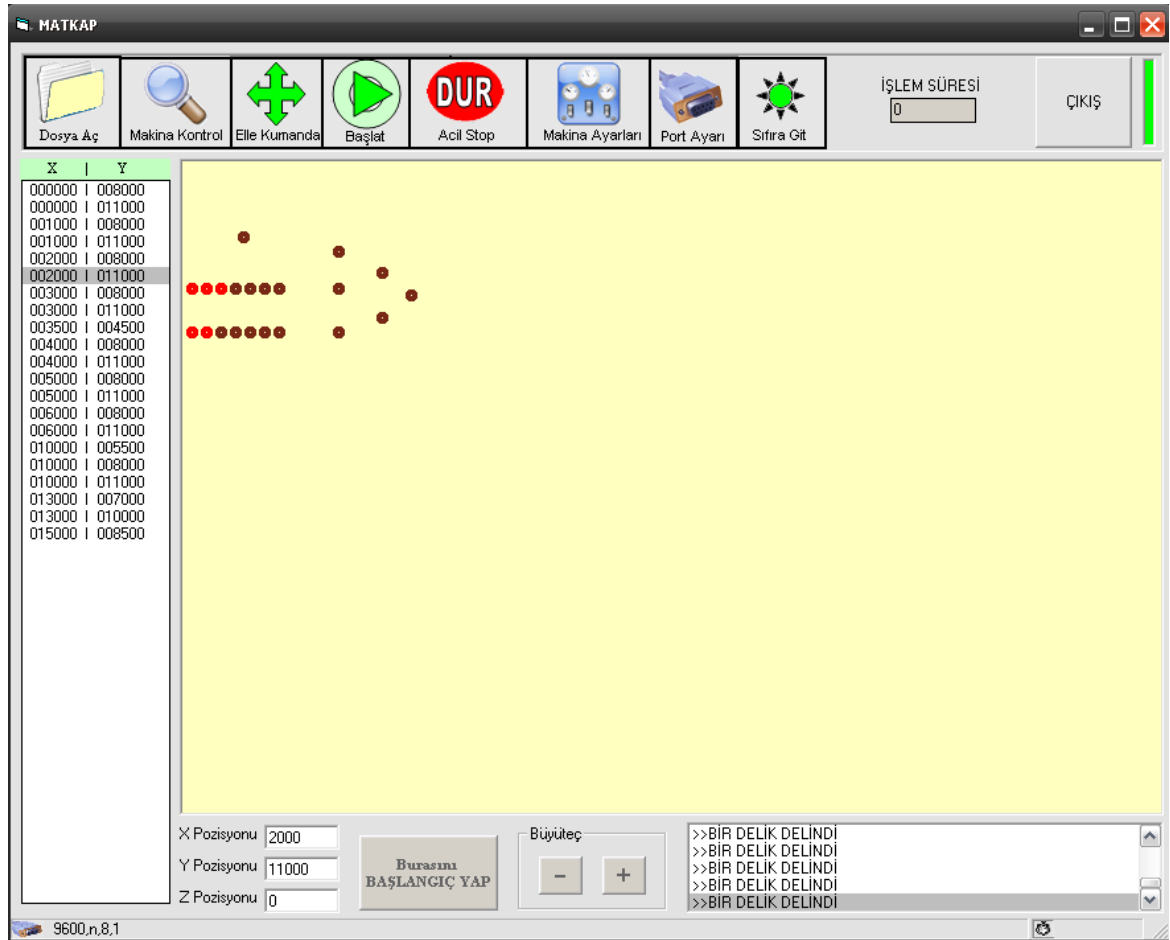 MATKAP
Dosya Aç
Makina Kontrol
Elle Kumanda
Başlat
DUR
Acil Stop
Makina Ayarları
Port Ayarı
Sıfıra Git
İŞLEM SÜRESİ
0
ÇIKIŞ
X | Y
000000 | 008000
000000 | 011000
001000 | 008000
001000 | 011000
002000 | 008000
002000 | 011000
003000 | 008000
003000 | 011000
003500 | 004500
004000 | 008000
004000 | 011000
005000 | 008000
005000 | 011000
006000 | 008000
006000 | 011000
010000 | 005500
010000 | 008000
010000 | 011000
013000 | 007000
013000 | 010000
015000 | 008500
X Pozisyonu 2000
Y Pozisyonu 11000
Z Pozisyonu 0
Burasını
BAŞLANGIÇ YAP
Büyüteç
- +
>>BİR DELİK DELİNDİ
>>BİR DELİK DELİNDİ
>>BİR DELİK DELİNDİ
>>BİR DELİK DELİNDİ
>>BİR DELİK DELİNDİ
9600,n,8,1